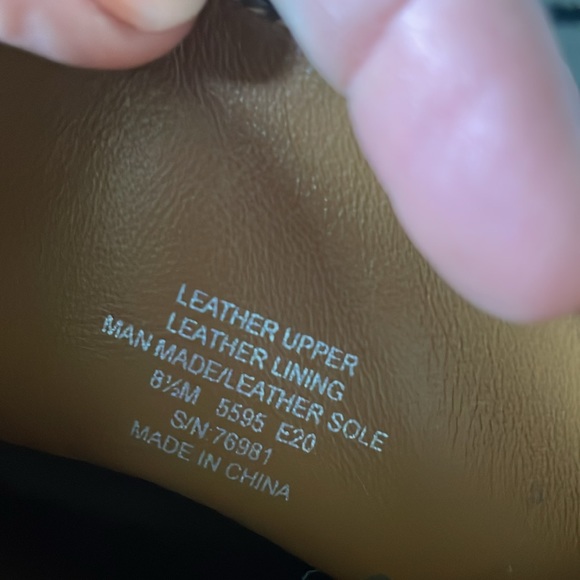 LEATHER UPPER
LEATHER LINING
MAN MADE/LEATHER SOLE
8½M 5595 E20
S/N:76981
MADE IN CHINA